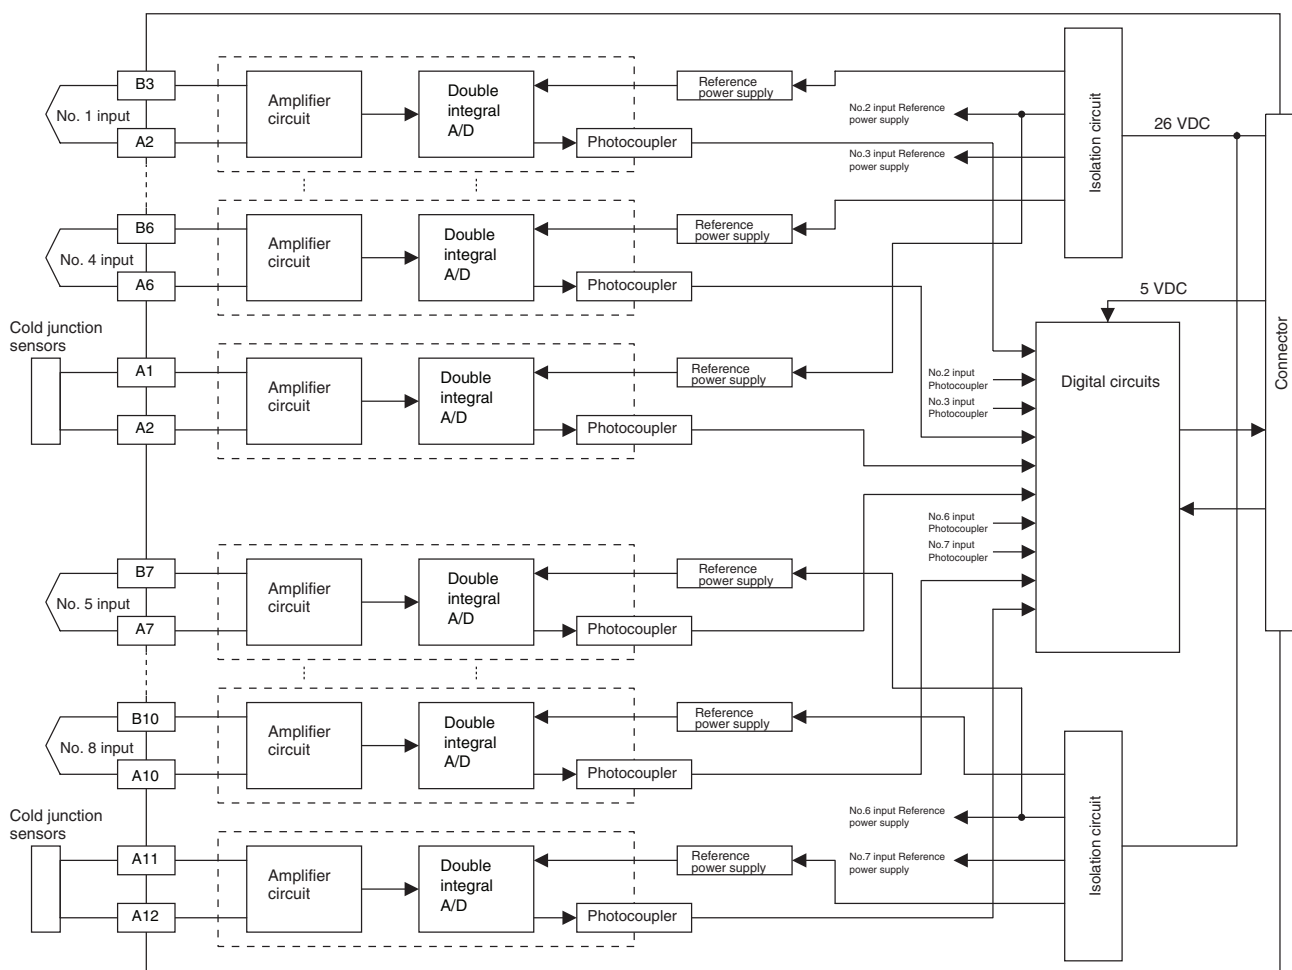 B3
No. 1 input
A2
Amplifier
circuit
Double
integral
A/D
Photocoupler
Reference
power supply
No.2 input Reference
power supply
No.3 input Reference
power supply
Isolation circuit
26 VDC
B6
No. 4 input
A6
Amplifier
circuit
Double
integral
A/D
Photocoupler
Reference
power supply
5 VDC
Connector
Cold junction
sensors
A1
A2
Amplifier
circuit
Double
integral
A/D
Photocoupler
Reference
power supply
No.2 input
Photocoupler
No.3 input
Photocoupler
Digital circuits
No.6 input
Photocoupler
No.7 input
Photocoupler
B7
No. 5 input
A7
Amplifier
circuit
Double
integral
A/D
Photocoupler
Reference
power supply
B10
No. 8 input
A10
Amplifier
circuit
Double
integral
A/D
Photocoupler
Reference
power supply
No.6 input Reference
power supply
No.7 input Reference
power supply
Isolation circuit
Cold junction
sensors
A11
A12
Amplifier
circuit
Double
integral
A/D
Photocoupler
Reference
power supply